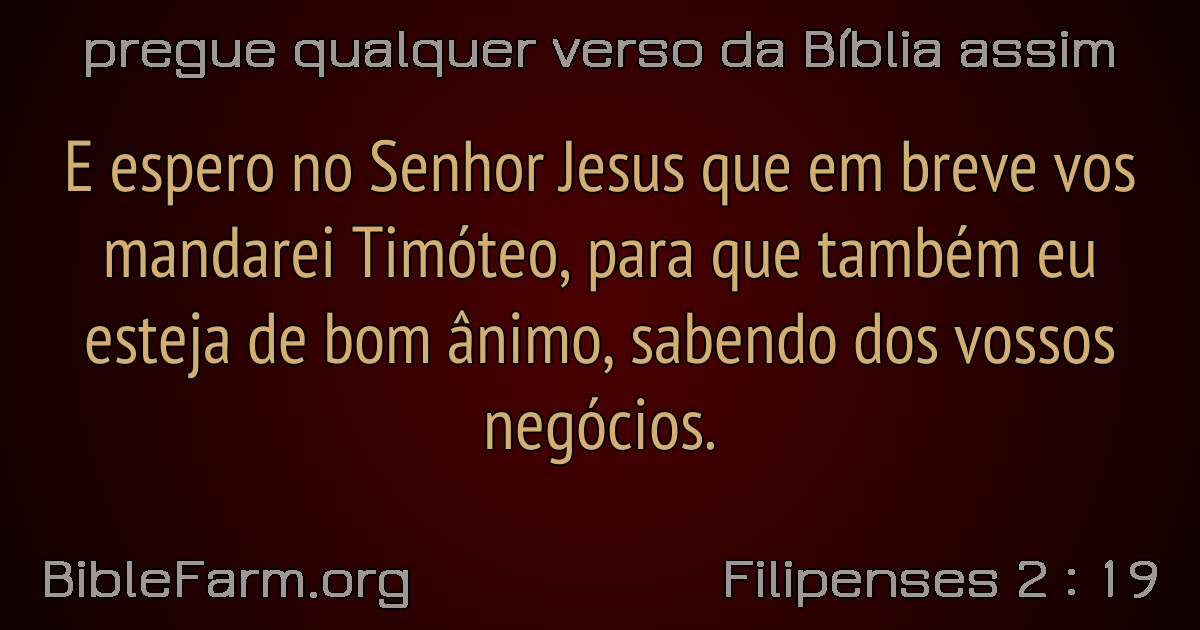 pregue qualquer verso da Bíblia assim
E espero no Senhor Jesus que em breve vos
mandarei Timóteo, para que também eu
esteja de bom ânimo, sabendo dos vossos
negócios.
BibleFarm.org
Filipenses 2 : 19